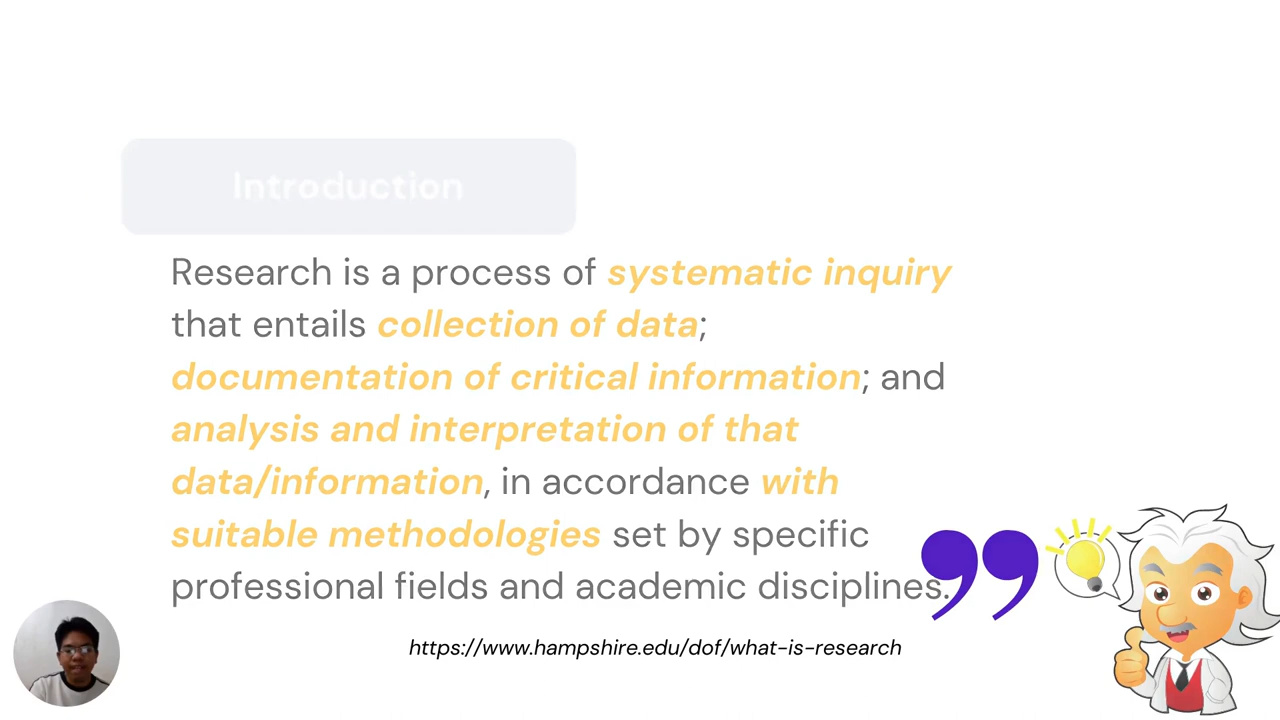 Introduction
Research is a process of systematic inquiry
that entails collection of data;
documentation of critical information; and
analysis and interpretation of that
data/information, in accordance with
suitable methodologies set by specific
professional fields and academic disciplines.
”
https://www.hampshire.edu/dof/what-is-research